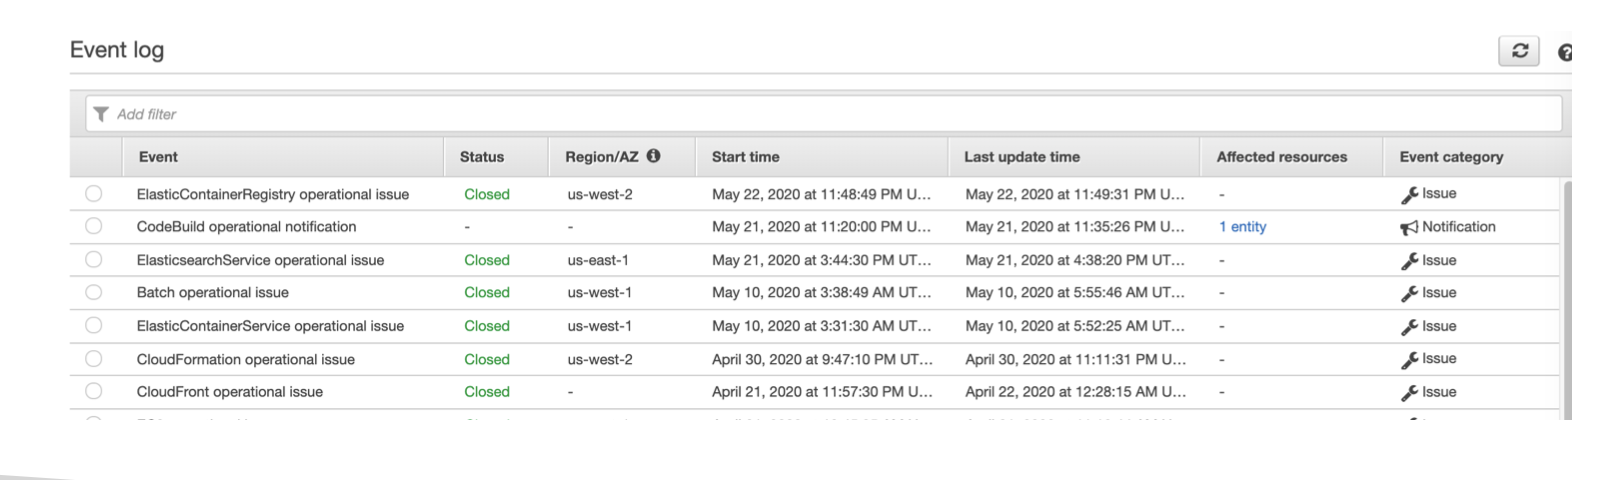 Event log
Add filter
Event Status Region/AZ Start time Last update time Affected resources Event category
ElasticContainerRegistry operational issue Closed us-west-2 May 22, 2020 at 11:48:49 PM U... May 22, 2020 at 11:49:31 PM U... - Issue
CodeBuild operational notification - - May 21, 2020 at 11:20:00 PM U... May 21, 2020 at 11:35:26 PM U... 1 entity Notification
ElasticsearchService operational issue Closed us-east-1 May 21, 2020 at 3:44:30 PM UT... May 21, 2020 at 4:38:20 PM UT... - Issue
Batch operational issue Closed us-west-1 May 10, 2020 at 3:38:49 AM UT... May 10, 2020 at 5:55:46 AM UT... - Issue
ElasticContainerService operational issue Closed us-west-1 May 10, 2020 at 3:31:30 AM UT... May 10, 2020 at 5:52:25 AM UT... - Issue
CloudFormation operational issue Closed us-west-2 April 30, 2020 at 9:47:10 PM UT... April 30, 2020 at 11:11:31 PM U... - Issue
CloudFront operational issue Closed - April 21, 2020 at 11:57:30 PM U... April 22, 2020 at 12:28:15 AM U... - Issue